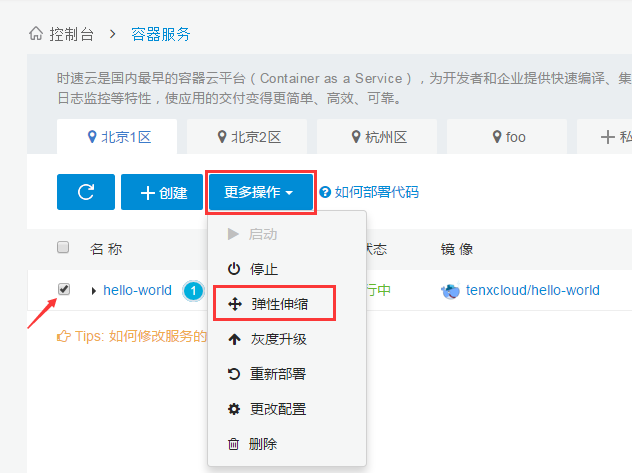 控制台 > 容器服务
时速云是国内最早的容器云平台（Container as a Service），为开发者和企业提供快速编译、集
日志监控等特性，使应用的交付变得更简单、高效、可靠。
北京1区 北京2区 杭州区 foo 私
创建 更多操作 如何部署代码
启动
名 称 状态 镜 像
停止
hello-world 1 行中 tenxcloud/hello-world
弹性伸缩
Tips: 如何修改服务的
灰度升级
重新部署
更改配置
删除